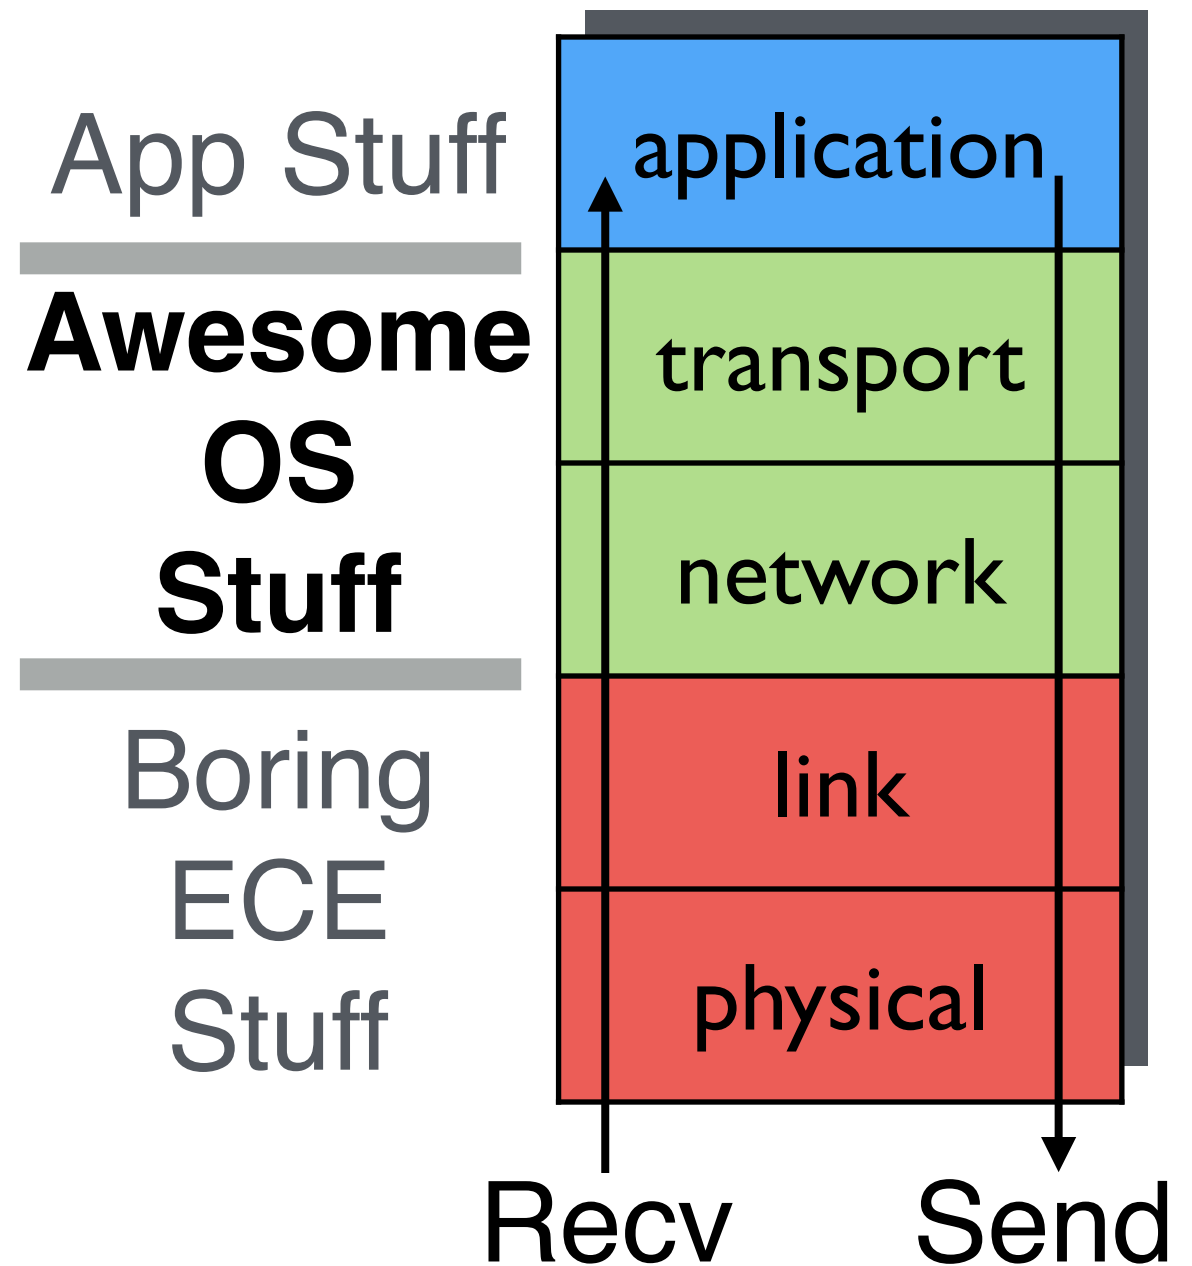 App Stuff
Awesome
OS
Stuff
Boring
ECE
Stuff
application
transport
network
link
physical
Recv
Send